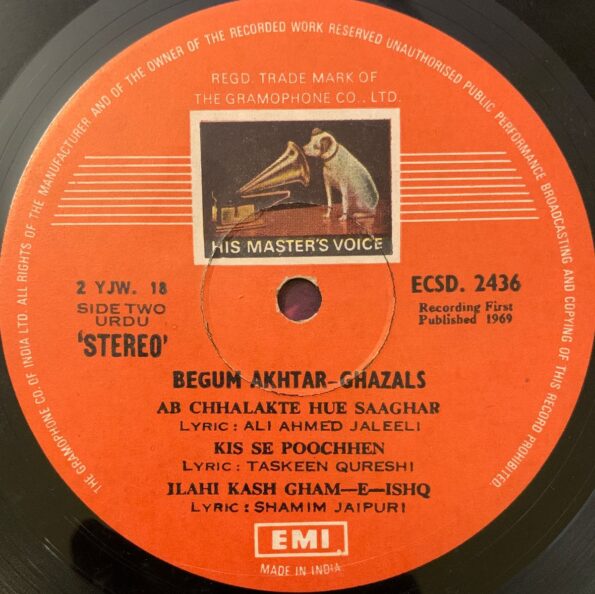 THE GRAMOPHONE CO. OF INDIA LTD. ALL RIGHTS OF THE MANUFACTURER AND OF THE OWNER OF THE RECORDED WORK RESERVED UNAUTHORISED PUBLIC PERFORMANCE BROADCASTING AND COPYING OF THIS RECORD PROHIBITED
REGD. TRADE MARK OF
THE GRAMOPHONE CO., LTD.
HIS MASTER'S VOICE
2 YJW. 18
SIDE TWO
URDU
'STEREO'
ECSD. 2436
Recording First
Published 1969
BEGUM AKHTAR-GHAZALS
AB CHHALAKTE HUE SAAGHAR
LYRIC: ALI AHMED JALEELI
KIS SE POOCHHEN
LYRIC: TASKEEN QURESHI
ILAHI KASH GHAM—E—ISHQ
LYRIC: SHAMIM JAIPURI
EMI
MADE IN INDIA